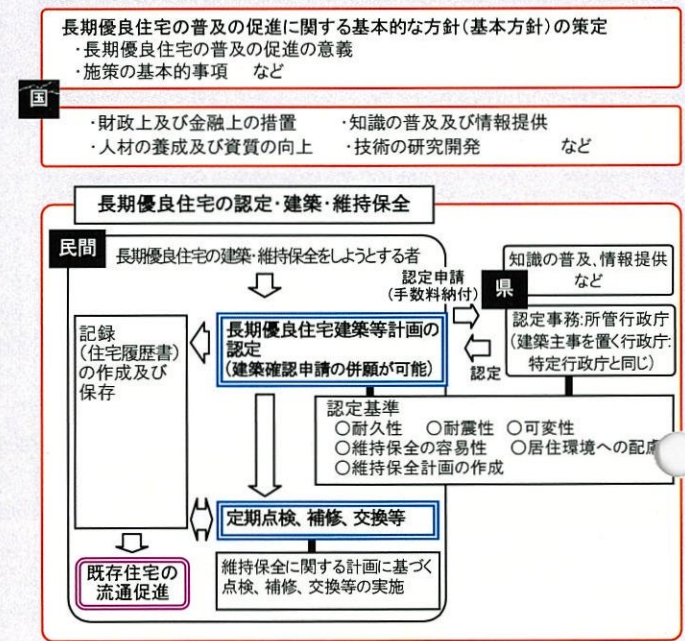 長期優良住宅の普及の促進に関する基本的な方針(基本方針)の策定
・長期優良住宅の普及の促進の意義
・施策の基本的事項 など
国
・財政上及び金融上の措置 ・知識の普及及び情報提供
・人材の養成及び資質の向上 ・技術の研究開発 など
長期優良住宅の認定・建築・維持保全
民間
長期優良住宅の建築・維持保全をしようとする者
認定申請
(手数料納付)
県
知識の普及、情報提供
など
記録
(住宅履歴書)
の作成及び
保存
長期優良住宅建築等計画の
認定
(建築確認申請の併願が可能)
認定
認定事務:所管行政庁
(建築主事を置く行政庁:
特定行政庁と同じ)
認定基準
○耐久性 ○耐震性 ○可変性
○維持保全の容易性 ○居住環境への配慮
○維持保全計画の作成
定期点検、補修、交換等
既存住宅の
流通促進
維持保全に関する計画に基づく
点検、補修、交換等の実施